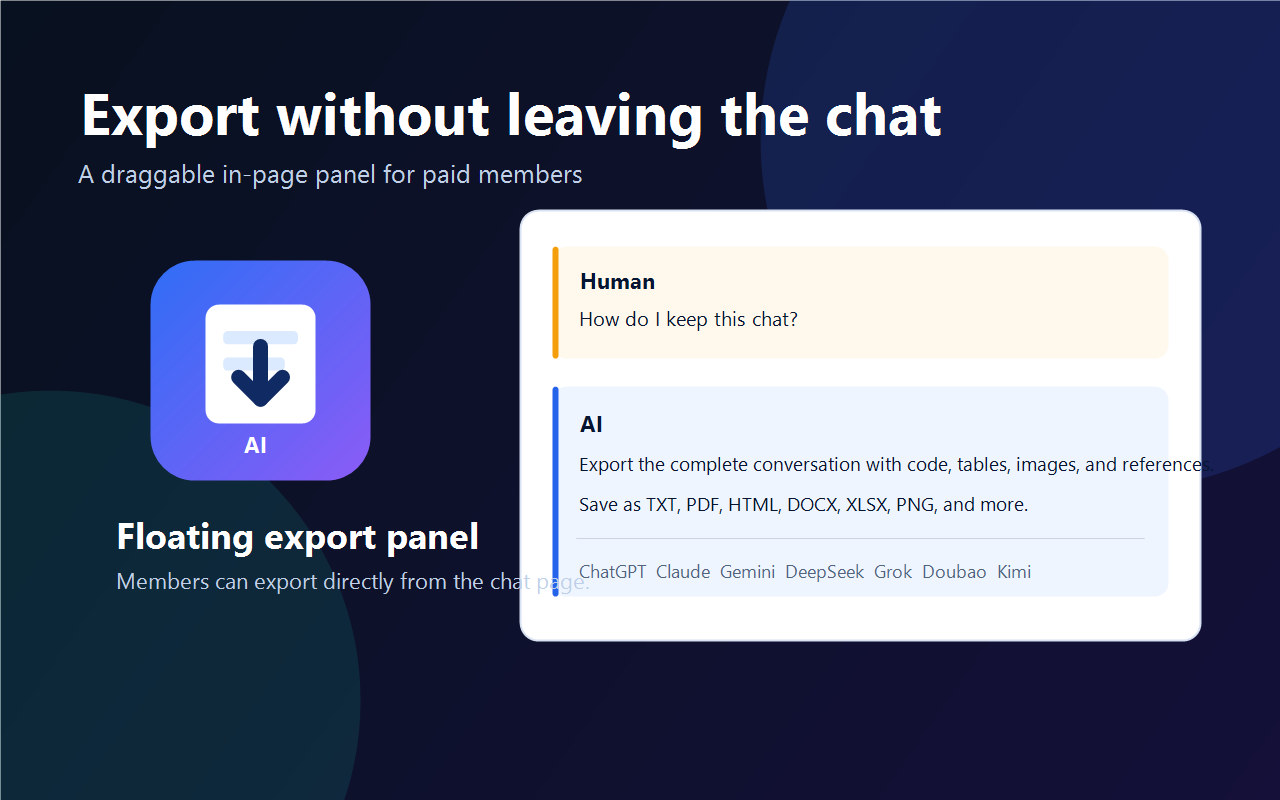 Export without leaving the chat
A draggable in-page panel for paid members
AI
Floating export panel
Members can export directly from the chat page.
Human
How do I keep this chat?
AI
Export the complete conversation with code, tables, images, and references.
Save as TXT, PDF, HTML, DOCX, XLSX, PNG, and more.
ChatGPT Claude Gemini DeepSeek Grok Doubao Kimi